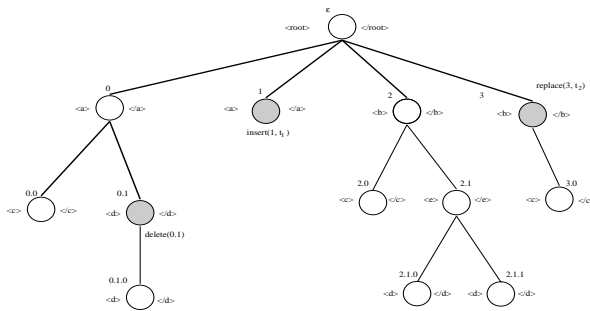 ε
<root> </root>
0
<a> </a>
1
<a> </a>
insert(1, t1)
2
<b> </b>
3
replace(3, t2)
<b> </b>
0.0
<c> </c>
0.1
<d> </d>
delete(0.1)
2.0
<c> </c>
2.1
<e> </e>
3.0
<c> </c
0.1.0
<d> </d>
2.1.0
<d> </d>
2.1.1
<d> </d>